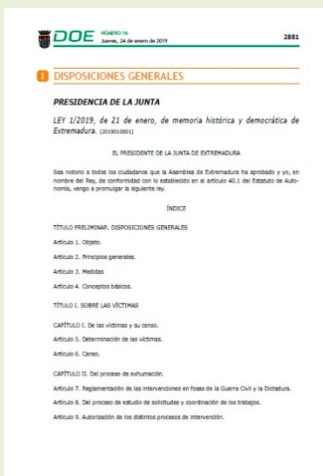 DOE NÚMERO 16
Jueves, 24 de enero de 2019
2881
I DISPOSICIONES GENERALES
PRESIDENCIA DE LA JUNTA
LEY 1/2019, de 21 de enero, de memoria histórica y democrática de
Extremadura. (2019010001)
EL PRESIDENTE DE LA JUNTA DE EXTREMADURA
Sea notorio a todos los ciudadanos que la Asamblea de Extremadura ha aprobado y yo, en
nombre del Rey, de conformidad con lo establecido en el artículo 40.1 del Estatuto de Auto-
nomía, vengo a promulgar la siguiente ley.
ÍNDICE
TÍTULO PRELIMINAR. DISPOSICIONES GENERALES
Artículo 1. Objeto.
Artículo 2. Principios generales.
Artículo 3. Medidas
Artículo 4. Conceptos básicos.
TÍTULO I. SOBRE LAS VÍCTIMAS
CAPÍTULO I. De las víctimas y su censo.
Artículo 5. Determinación de las víctimas.
Artículo 6. Censo.
CAPÍTULO II. Del proceso de exhumación.
Artículo 7. Reglamentación de las intervenciones en fosas de la Guerra Civil y la Dictadura.
Artículo 8. Del proceso de estudio de solicitudes y coordinación de los trabajos.
Artículo 9. Autorización de los distintos procesos de intervención.